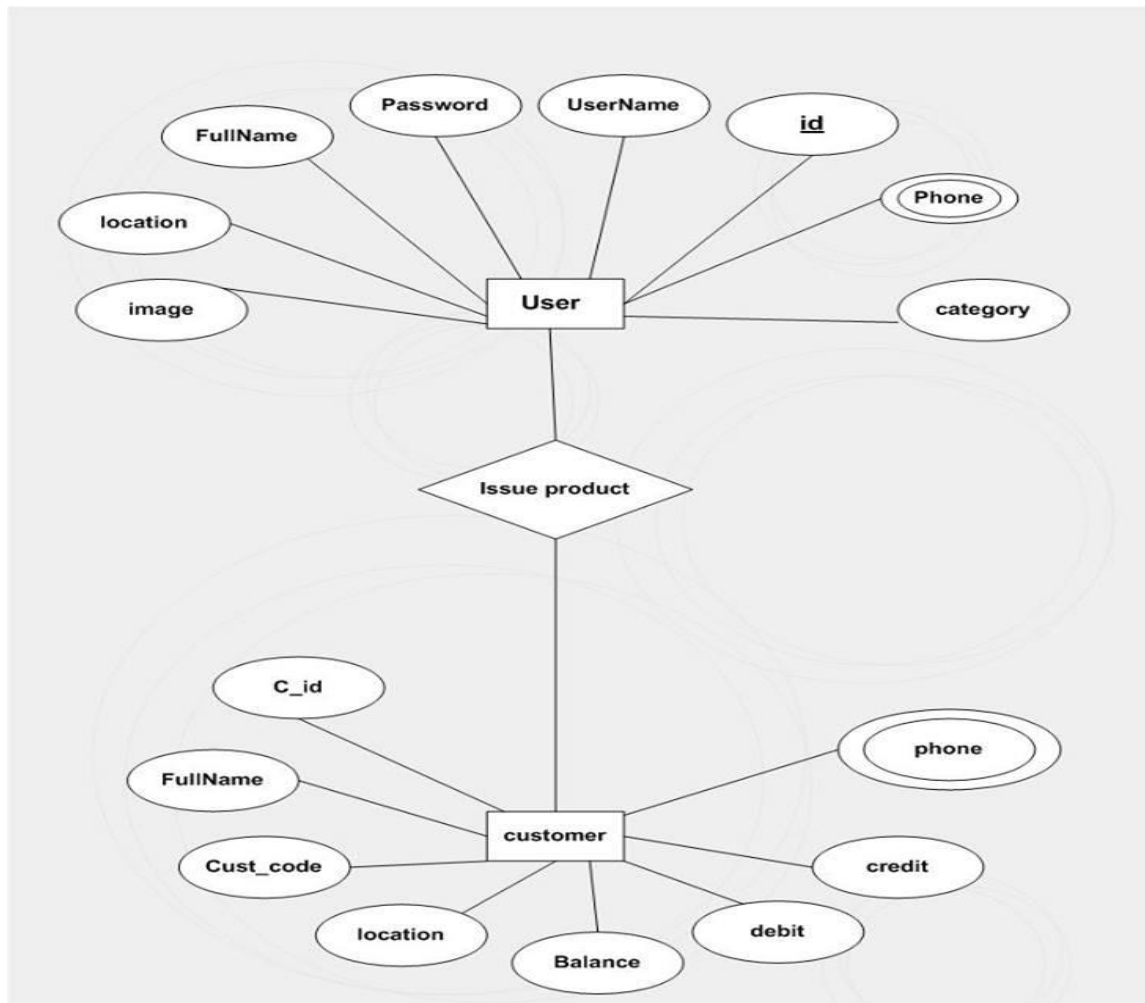 Password
UserName
id
FullName
Phone
location
image
User
category
Issue product
C_id
phone
FullName
customer
Cust_code
credit
location
debit
Balance